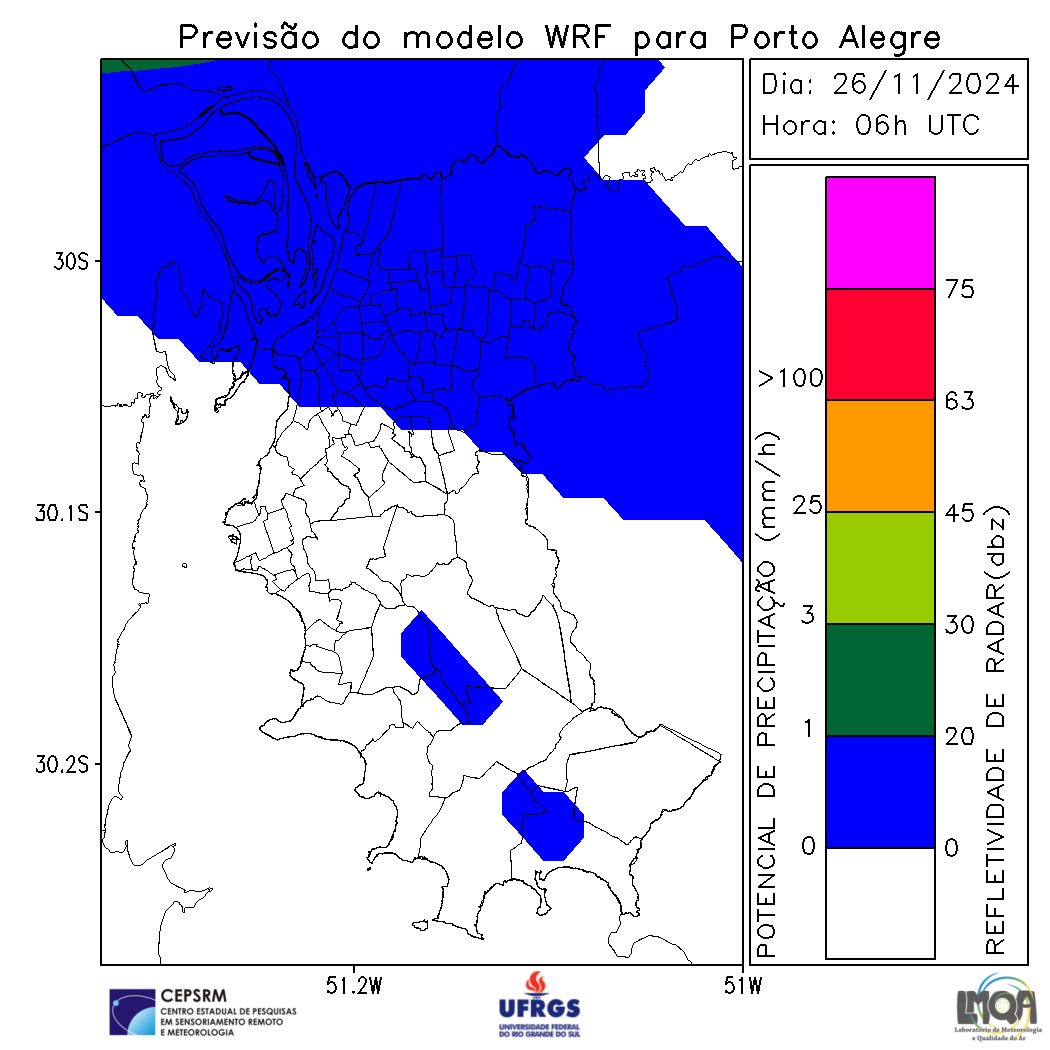 Previsão do modelo WRF para Porto Alegre
Dia: 26/11/2024
Hora: 06h UTC
30S
30.1S
30.2S
51.2W
51W
POTENCIAL DE PRECIPITAÇÃO (mm/h)
>100
25
3
1
0
75
63
45
30
20
0
REFLETIVIDADE DE RADAR(dbz)
CEPSRM
CENTRO ESTADUAL DE PESQUISAS
EM SENSORIAMENTO REMOTO
E METEOROLOGIA
UFRGS
UNIVERSIDADE FEDERAL
DO RIO GRANDE DO SUL
LMQA
Laboratório de Meteorologia
e Qualidade do Ar